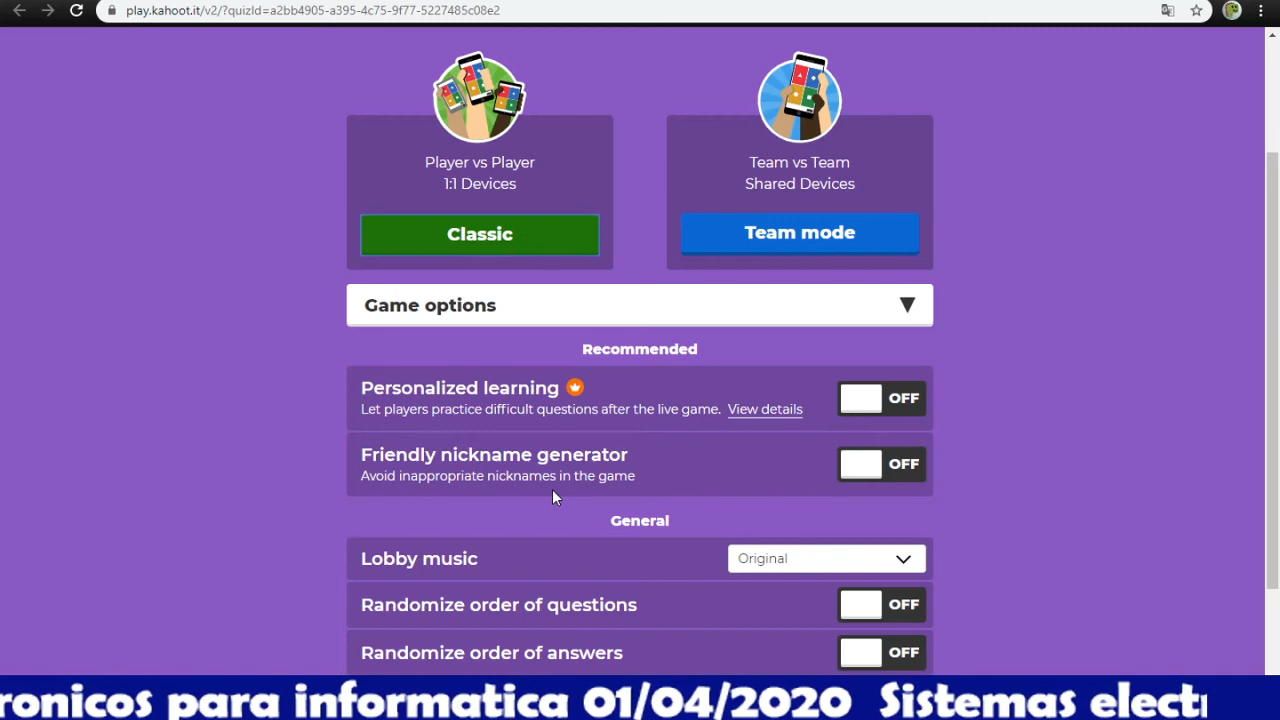 play.kahoot.it/v2/?quizId=a2bb4905-a395-4c75-9f77-5227485c08e2
Player vs Player
1:1 Devices
Classic
Team vs Team
Shared Devices
Team mode
Game options
Recommended
Personalized learning
Let players practice difficult questions after the live game. View details
OFF
Friendly nickname generator
Avoid inappropriate nicknames in the game
OFF
General
Lobby music
Original
Randomize order of questions
OFF
Randomize order of answers
OFF
ronicos para informatica 01/04/2020 Sistemas electr